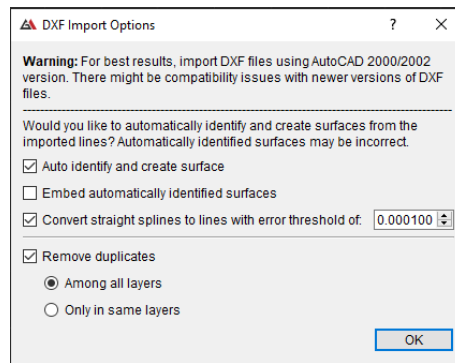 DXF Import Options
Warning: For best results, import DXF files using AutoCAD 2000/2002
version. There might be compatibility issues with newer versions of DXF
files.
Would you like to automatically identify and create surfaces from the
imported lines? Automatically identified surfaces may be incorrect.
Auto identify and create surface
Embed automatically identified surfaces
Convert straight splines to lines with error threshold of: 0.000100
Remove duplicates
Among all layers
Only in same layers
OK